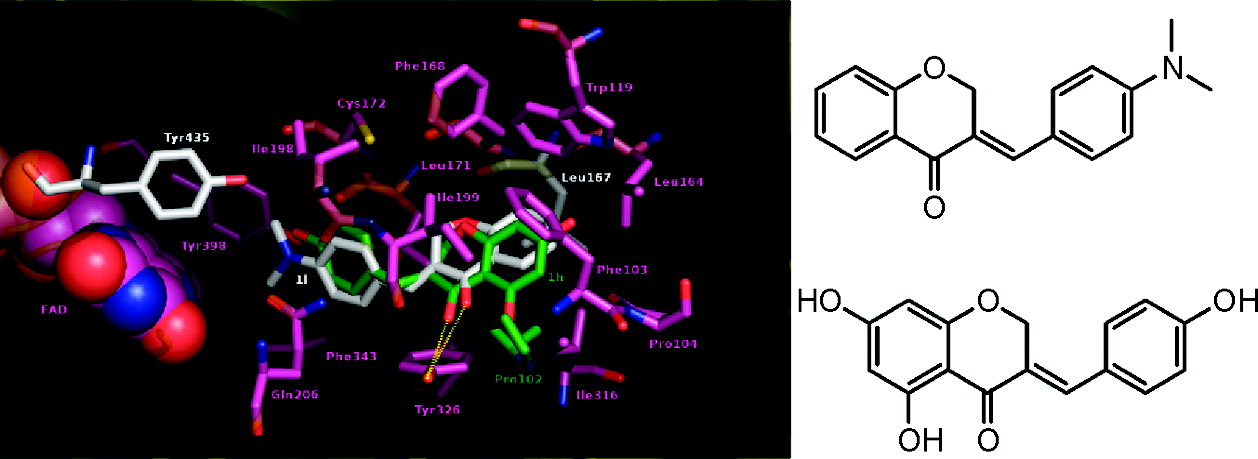 Phe168
Trp119
Cys172
Tyr435
Ile198
Leu171
Leu167
Leu164
Ile199
Tyr398
1l
1h
Phe103
FAD
Phe343
Pro104
Pro102
Gln206
Tyr326
Ile316
O
N
O
HO
O
OH
OH
O